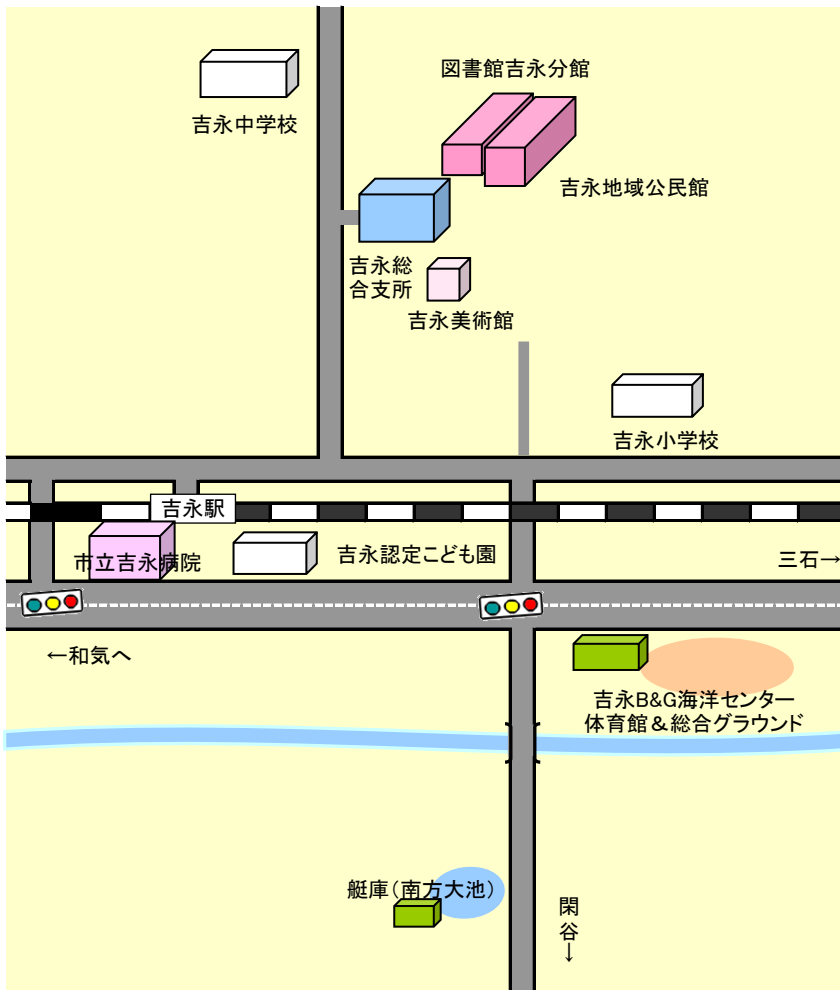 図書館吉永分館
吉永中学校
吉永地域公民館
吉永総
合支所
吉永美術館
吉永小学校
吉永駅
市立吉永病院
吉永認定こども園
三石→
←和気へ
吉永B&G海洋センター
体育館&総合グラウンド
艇庫(南方大池)
閑谷↓